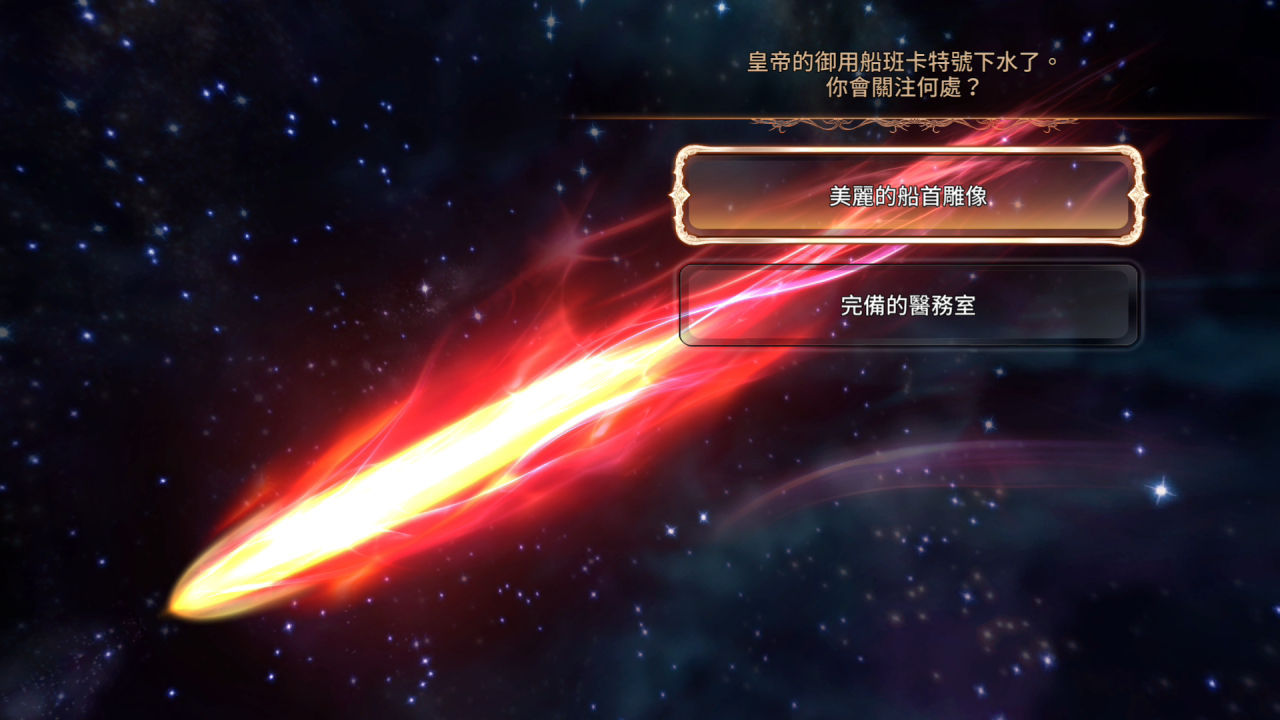 皇帝的御用船班卡特號下水了。
你會關注何處？
美麗的船首雕像
完備的醫務室